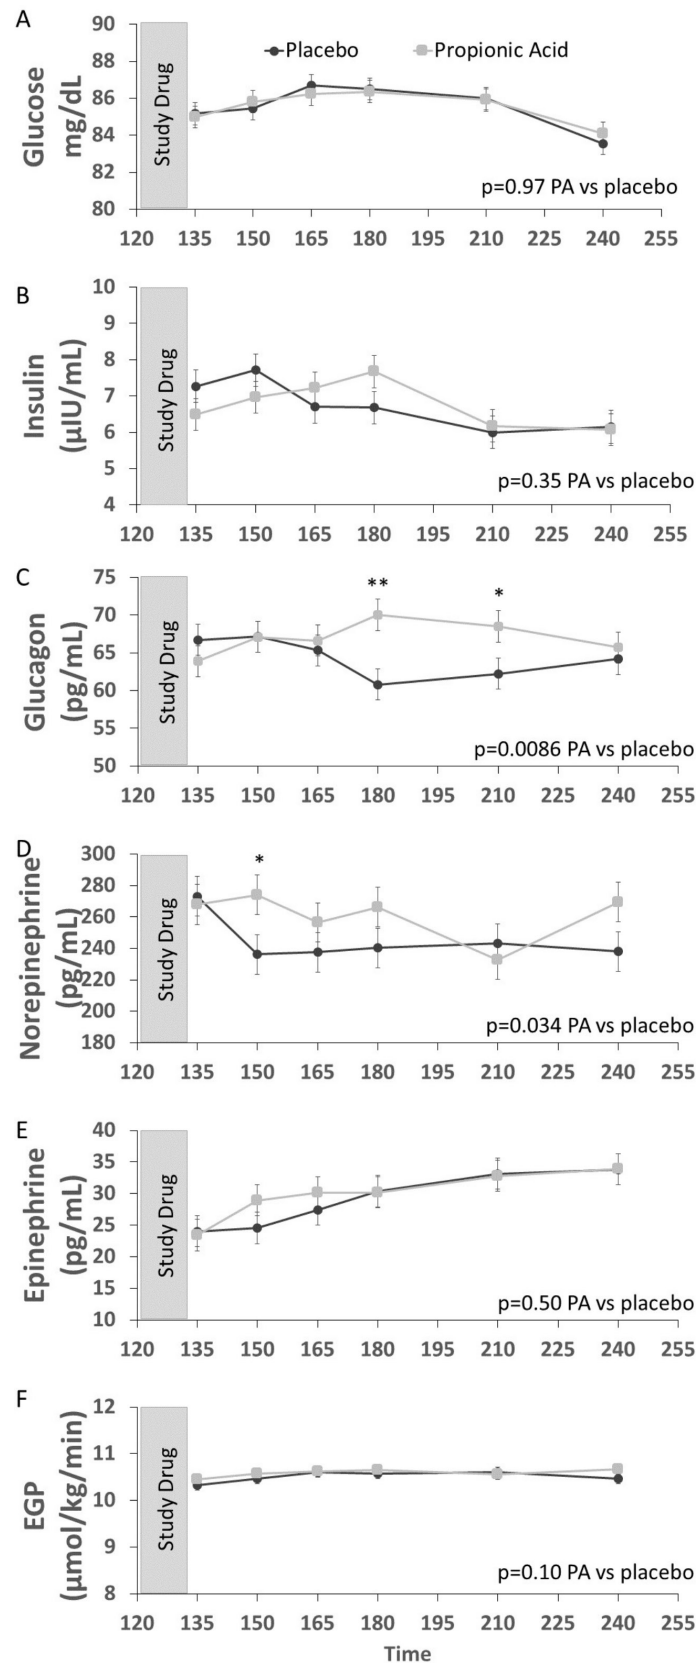 A
Glucose
mg/dL
90
88
86
84
82
80
Study Drug
Placebo
Propionic Acid
p=0.97 PA vs placebo
120 135 150 165 180 195 210 225 240 255
B
Insulin
(μIU/mL)
10
9
8
7
6
5
4
Study Drug
p=0.35 PA vs placebo
120 135 150 165 180 195 210 225 240 255
C
Glucagon
(pg/mL)
75
70
65
60
55
50
Study Drug
**
*
p=0.0086 PA vs placebo
120 135 150 165 180 195 210 225 240 255
D
Norepinephrine
(pg/mL)
300
280
260
240
220
200
180
Study Drug
*
p=0.034 PA vs placebo
120 135 150 165 180 195 210 225 240 255
E
Epinephrine
(pg/mL)
40
35
30
25
20
15
10
Study Drug
p=0.50 PA vs placebo
120 135 150 165 180 195 210 225 240 255
F
EGP
(μmol/kg/min)
12
11
10
9
8
Study Drug
p=0.10 PA vs placebo
120 135 150 165 180 195 210 225 240 255
Time